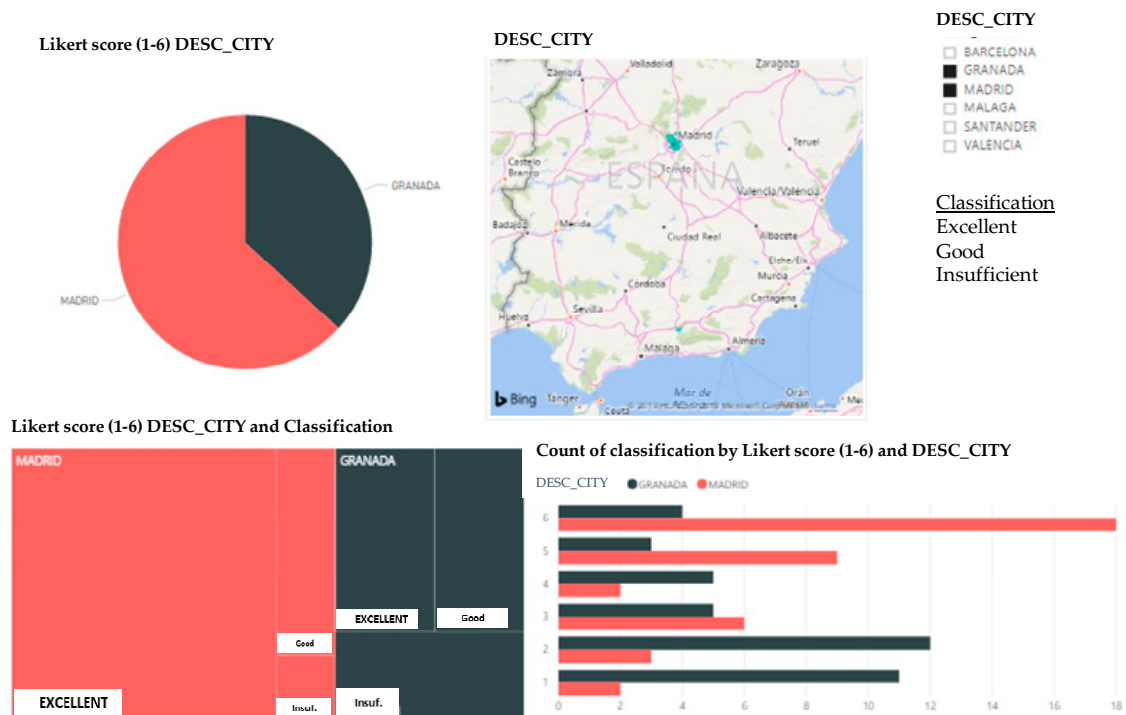 Likert score (1-6) DESC_CITY
GRANADA
MADRID
DESC_CITY
Zamora
Valladolid
Zaragoza
Madrid
Teruel
Castelo
Branco
Toledo
ESPAÑA
Valencia/València
Badajoz
Mérida
Ciudad Real
Albacete
Elche/Elx
Murcia
Córdoba
Cartagena
Huelva
Sevilla
Almería
Málaga
Mar de
Orán
Bing
Tánger
Ceuta
Microsoft
DESC_CITY
BARCELONA
GRANADA
MADRID
MALAGA
SANTANDER
VALENCIA
Classification
Excellent
Good
Insufficient
Likert score (1-6) DESC_CITY and Classification
MADRID
GRANADA
EXCELLENT
Good
Good
EXCELLENT
Insuf.
Insuf.
Count of classification by Likert score (1-6) and DESC_CITY
DESC_CITY GRANADA MADRID
6
5
4
3
2
1
0 2 4 6 8 10 12 14 16 18